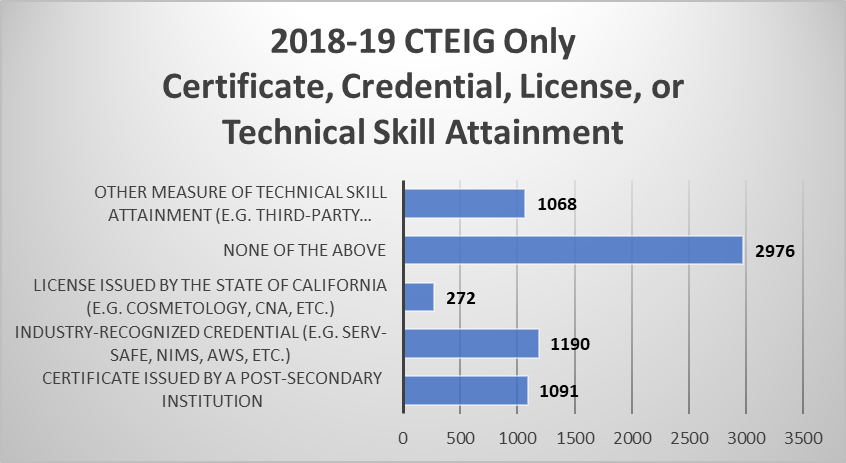 2018-19 CTEIG Only
Certificate, Credential, License, or
Technical Skill Attainment
OTHER MEASURE OF TECHNICAL SKILL
ATTAINMENT (E.G. THIRD-PARTY…
1068
NONE OF THE ABOVE
2976
LICENSE ISSUED BY THE STATE OF CALIFORNIA
(E.G. COSMETOLOGY, CNA, ETC.)
272
INDUSTRY-RECOGNIZED CREDENTIAL (E.G. SERV-
SAFE, NIMS, AWS, ETC.)
1190
CERTIFICATE ISSUED BY A POST-SECONDARY
INSTITUTION
1091
0 500 1000 1500 2000 2500 3000 3500